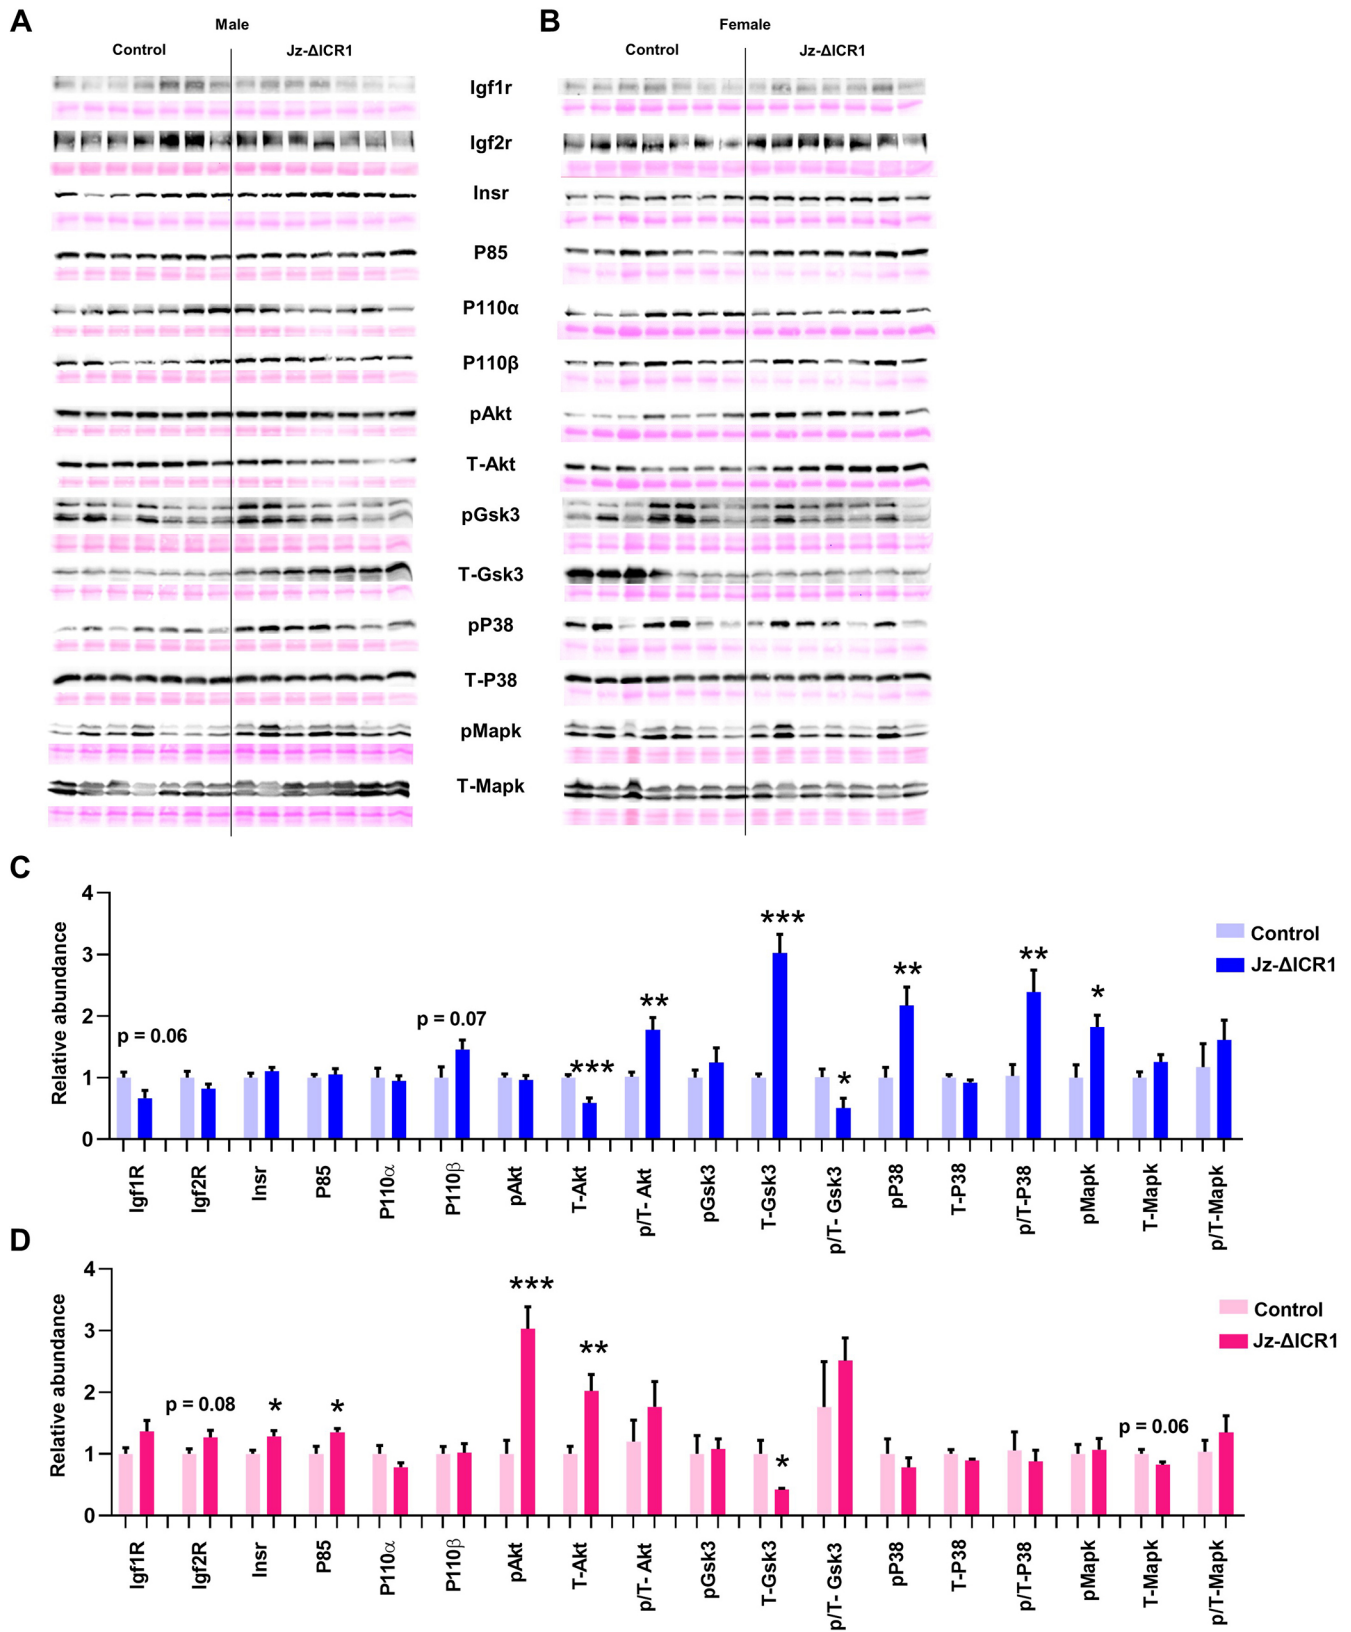 A
Male
Control
Jz-ΔICR1
B
Female
Control
Jz-ΔICR1
Igf1r
Igf2r
Insr
P85
P110α
P110β
pAkt
T-Akt
pGsk3
T-Gsk3
pP38
T-P38
pMapk
T-Mapk
C
Relative abundance
4
3
2
1
0
p = 0.06
p = 0.07
***
**
***
*
**
**
*
Control
Jz-ΔICR1
Igf1R
Igf2R
Insr
P85
P110α
P110β
pAkt
T-Akt
p/T- Akt
pGsk3
T-Gsk3
p/T- Gsk3
pP38
T-P38
p/T-P38
pMapk
T-Mapk
p/T-Mapk
D
Relative abundance
4
3
2
1
0
p = 0.08
*
*
***
**
*
p = 0.06
Control
Jz-ΔICR1
Igf1R
Igf2R
Insr
P85
P110α
P110β
pAkt
T-Akt
p/T- Akt
pGsk3
T-Gsk3
p/T- Gsk3
pP38
T-P38
p/T-P38
pMapk
T-Mapk
p/T-Mapk